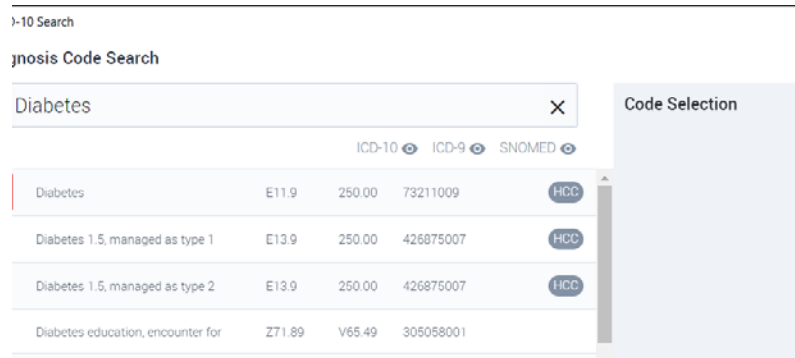 D-10 Search
gnosis Code Search
Diabetes
Code Selection
ICD-10 ICD-9 SNOMED
Diabetes E11.9 250.00 73211009 HCC
Diabetes 1.5, managed as type 1 E13.9 250.00 426875007 HCC
Diabetes 1.5, managed as type 2 E13.9 250.00 426875007 HCC
Diabetes education, encounter for Z71.89 V65.49 305058001